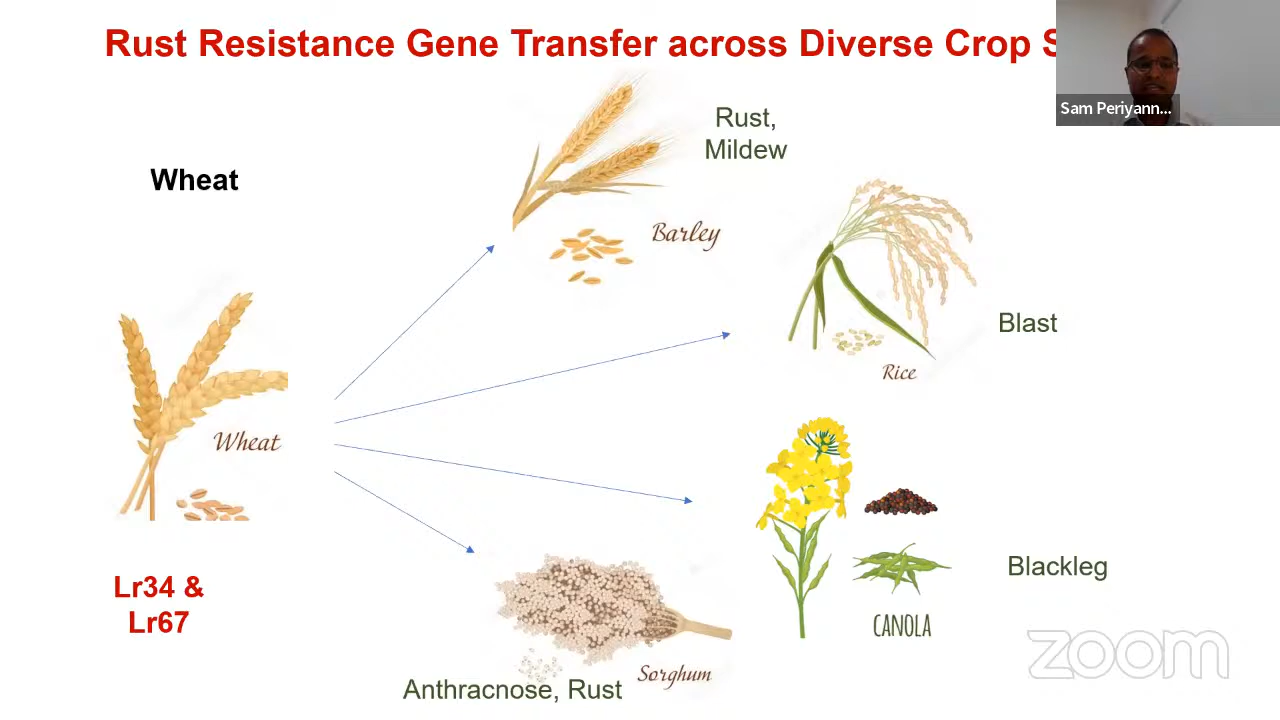 Rust Resistance Gene Transfer across Diverse Crop
Sam Periyann...
Rust,
Mildew
Wheat
Barley
Blast
Rice
Wheat
Blackleg
Lr34 &
Lr67
CANOLA
Sorghum
Anthracnose, Rust
zoom